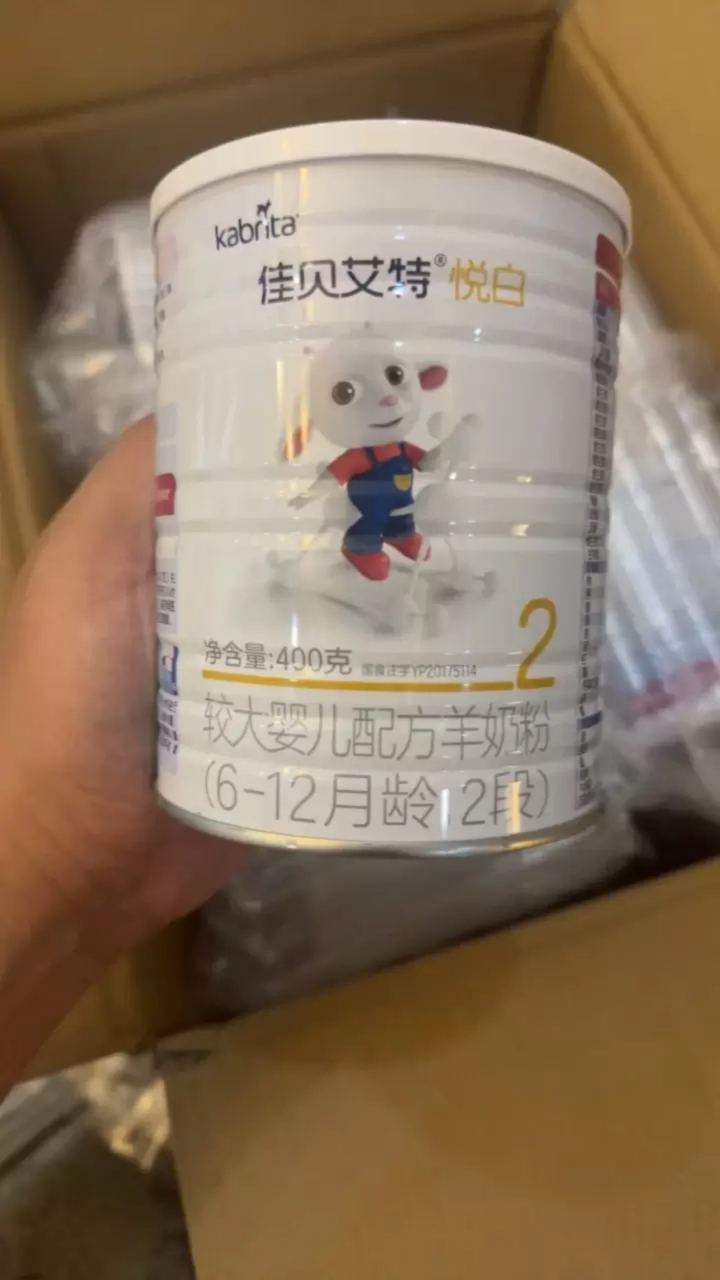 kabrita
佳贝艾特®悦白
2
净含量:400克 国食注字YP20175114
较大婴儿配方羊奶粉
(6-12月龄,2段)